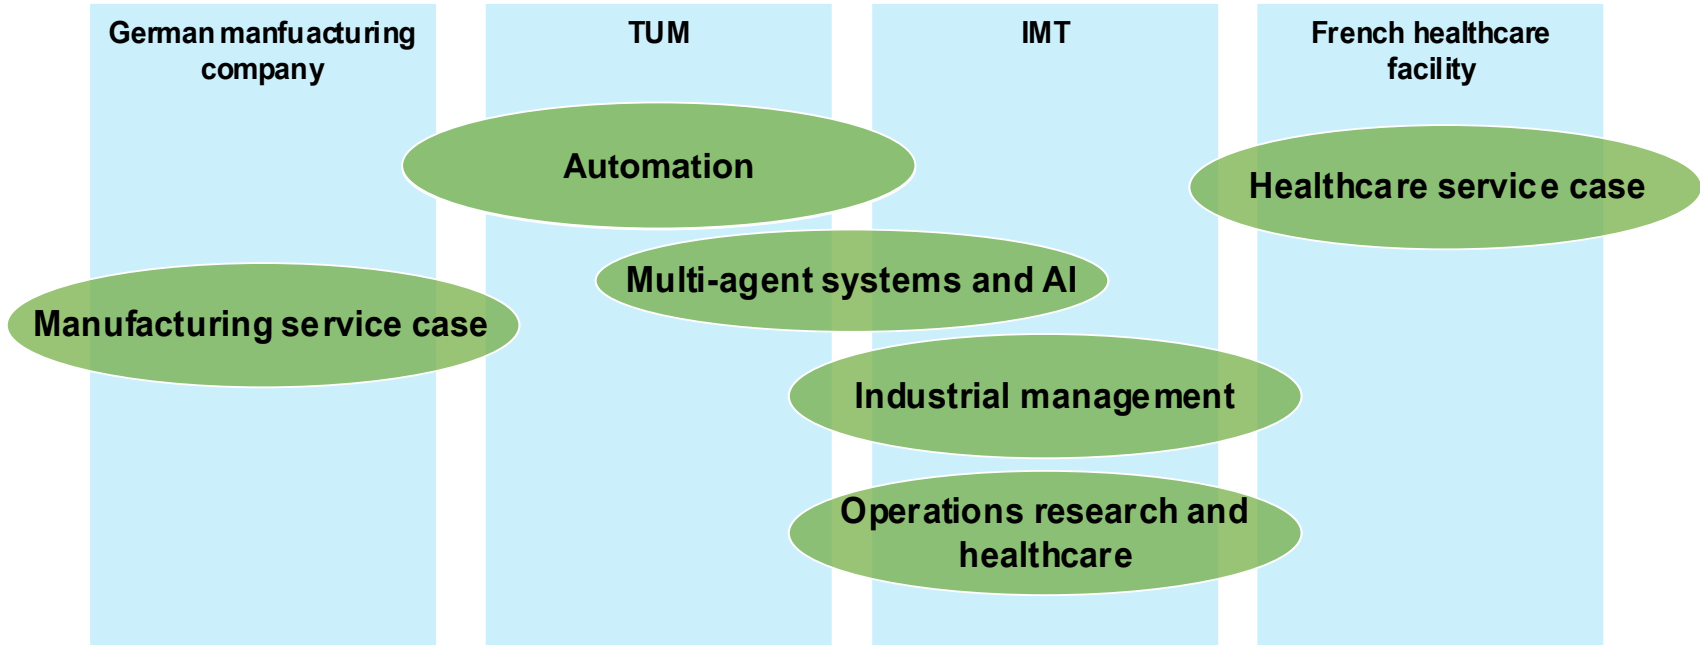 German manfuacturing
company
TUM
IMT
French healthcare
facility
Automation
Healthcare service case
Multi-agent systems and AI
Manufacturing service case
Industrial management
Operations research and
healthcare